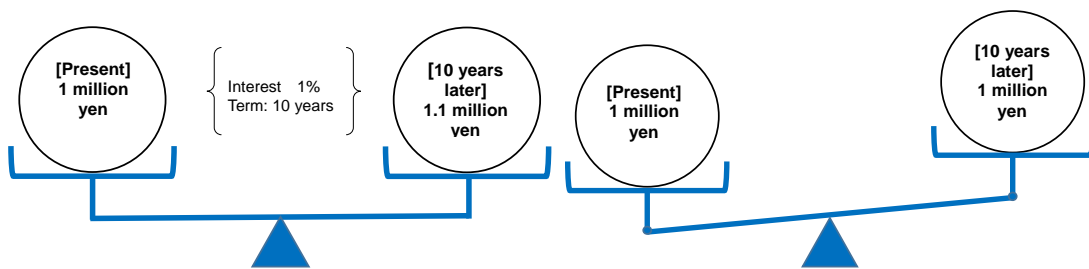 [Present]
1 million
yen
Interest 1%
Term: 10 years
[10 years
later]
1.1 million
yen
[Present]
1 million
yen
[10 years
later]
1 million
yen